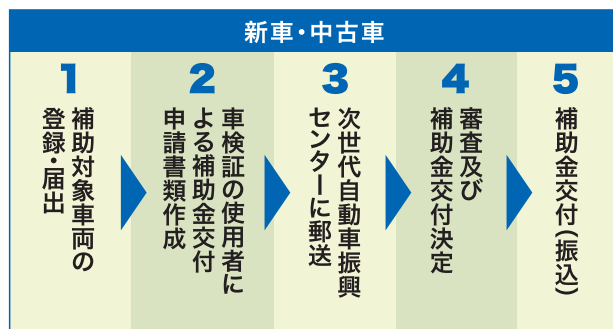 新車・中古車
1
補助対象車両の
登録・届出
2
車検証の使用者に
よる補助金交付
申請書類作成
3
次世代自動車振興
センターに郵送
4
審査及び
補助金交付決定
5
補助金交付(振込)